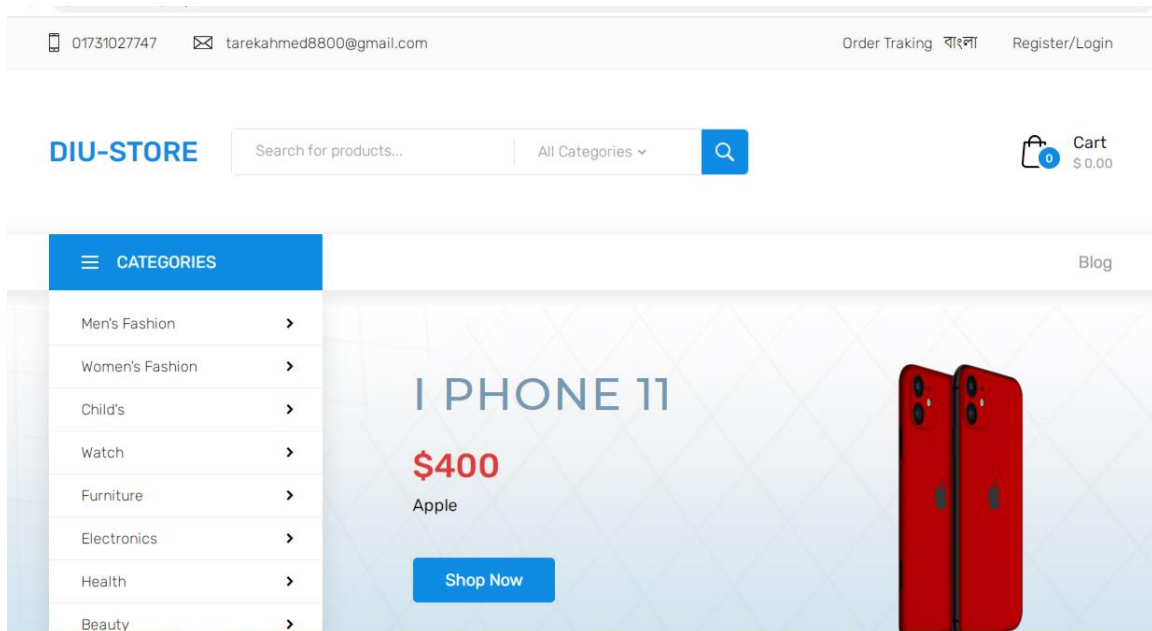 01731027747 tarekahmed8800@gmail.com Order Traking বাংলা Register/Login
DIU-STORE Search for products... All Categories Cart
0 $ 0.00
CATEGORIES Blog
Men's Fashion
Women's Fashion
Child's
Watch
Furniture
Electronics
Health
Beauty
I PHONE 11
$400
Apple
Shop Now